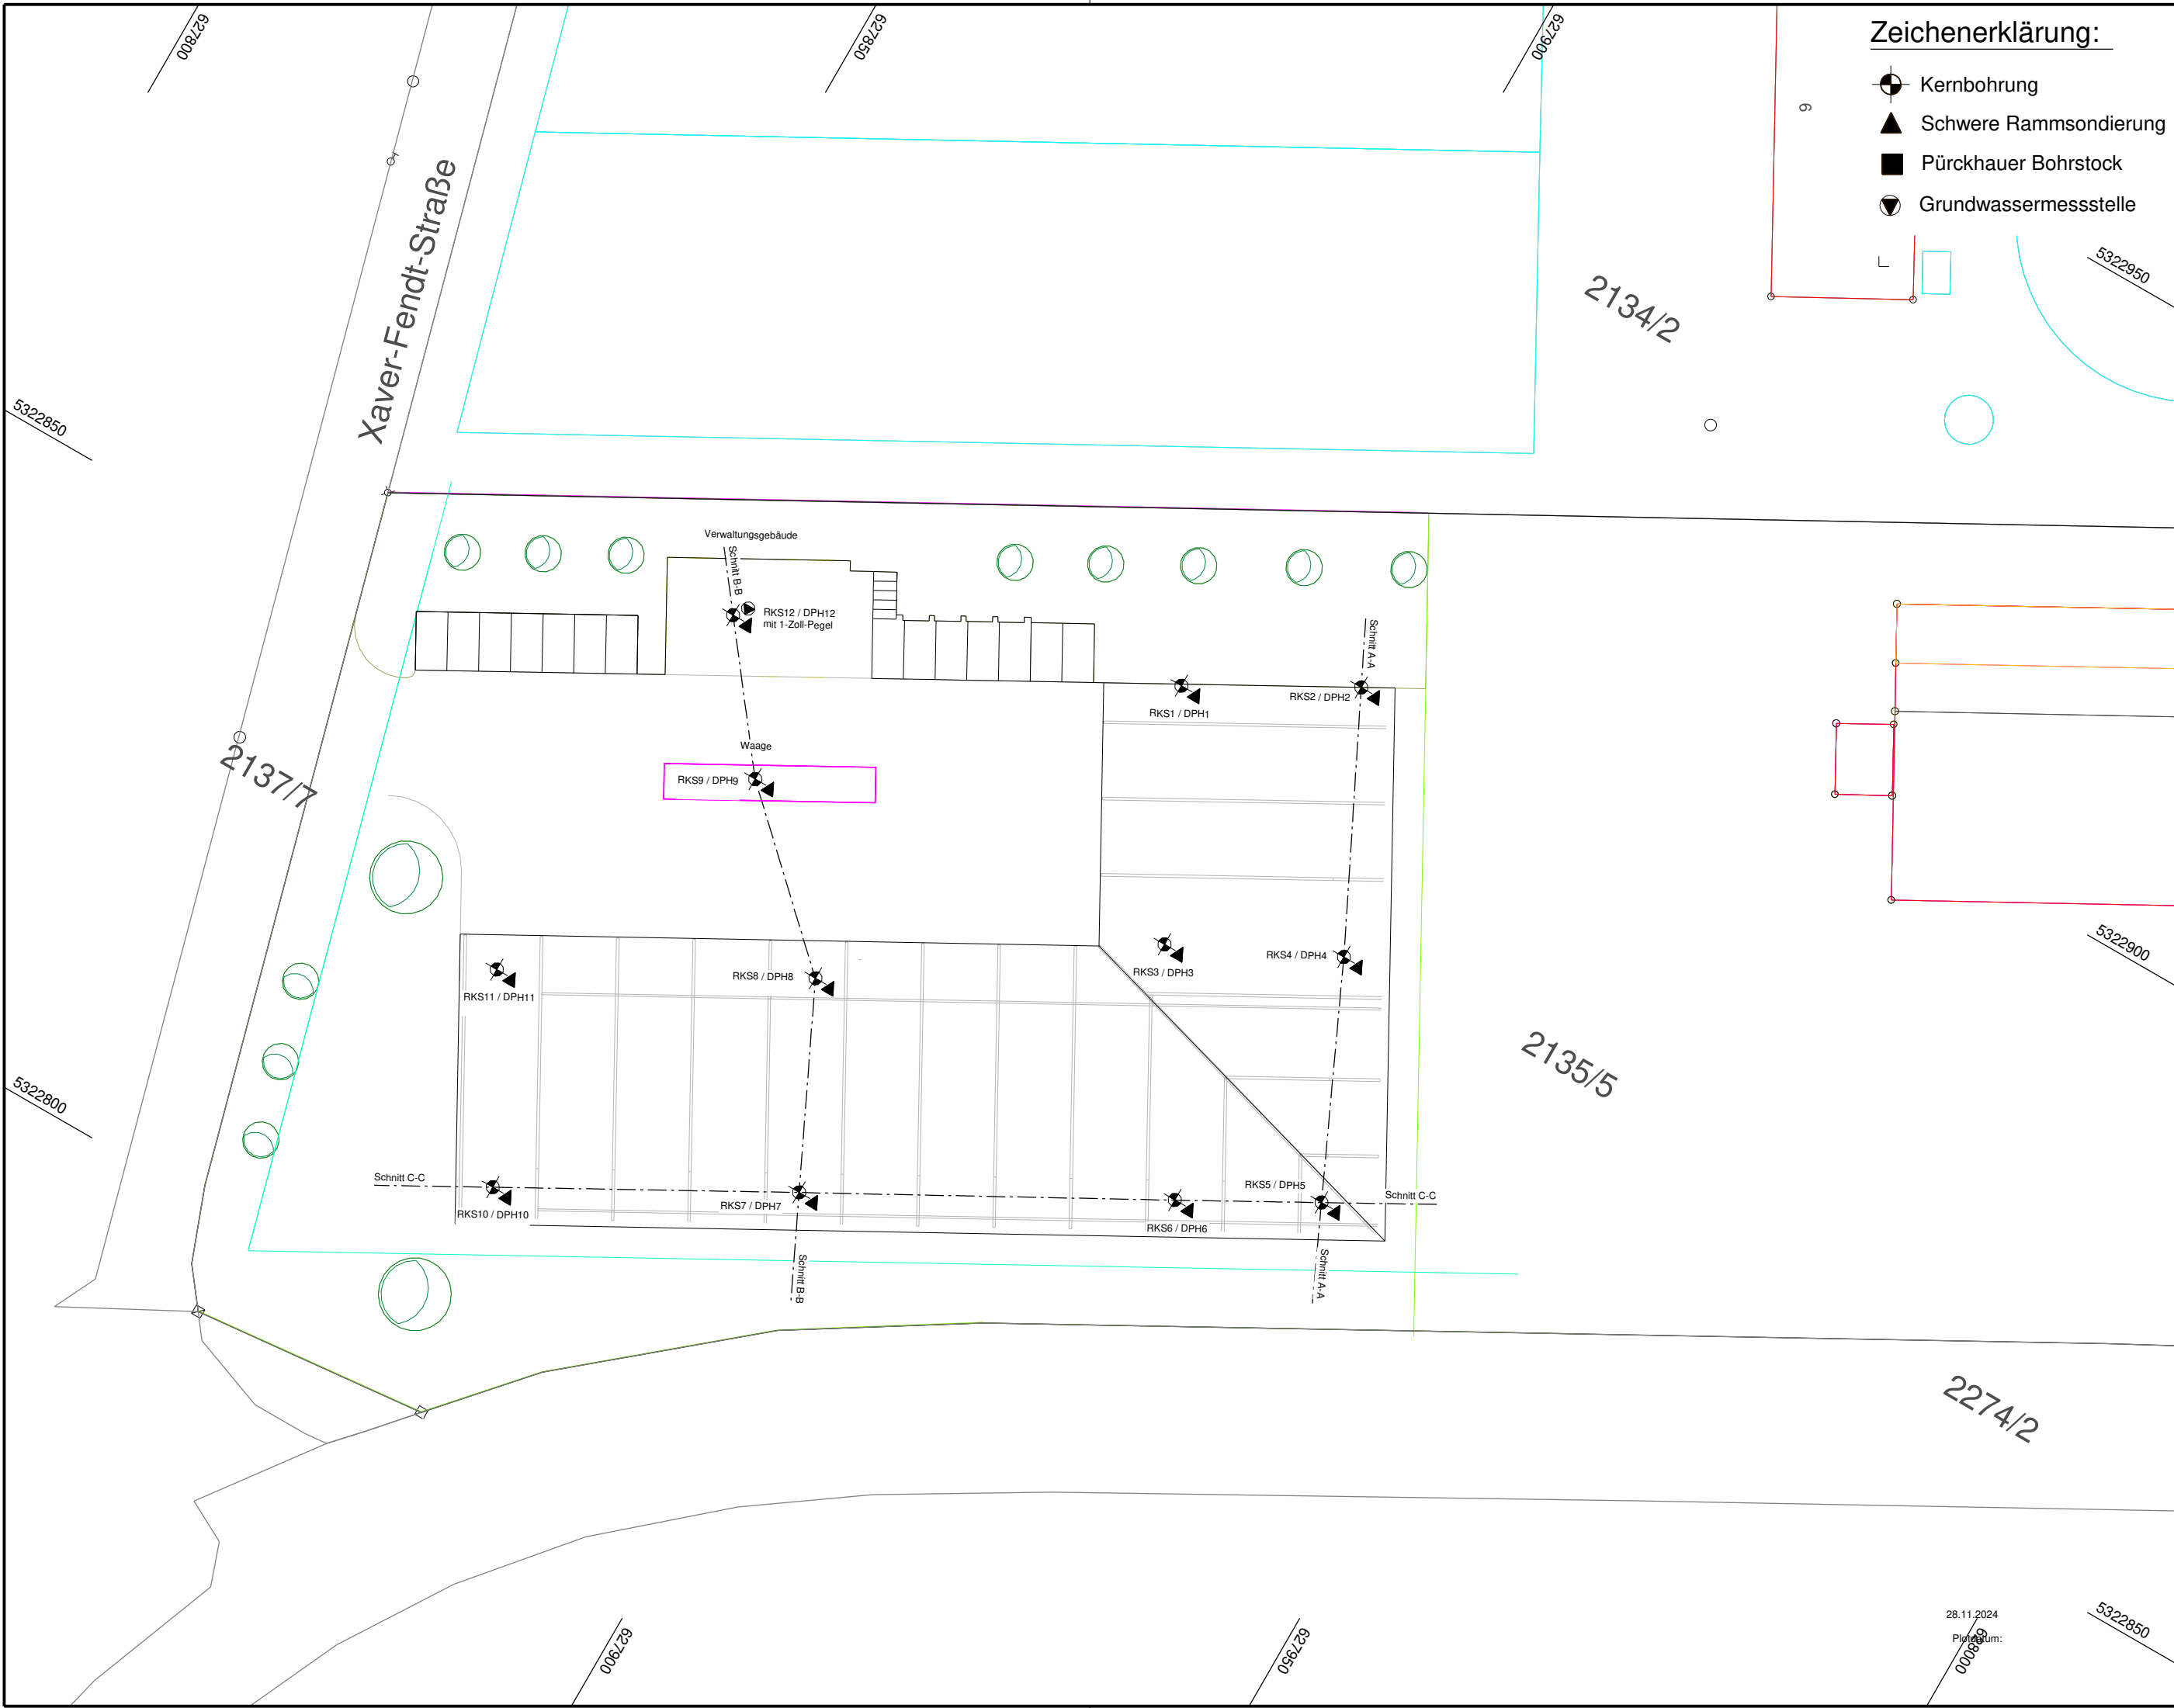 627800
627850
627900
Zeichenerklärung:
Kernbohrung
Schwere Rammsondierung
Pürckhauer Bohrstock
Grundwassermessstelle
6
5322950
2134/2
Xaver-Fendt-Straße
5322850
Verwaltungsgebäude
Schnitt B-B
RKS12 / DPH12
mit 1-Zoll-Pegel
Schnitt A-A
RKS1 / DPH1
RKS2 / DPH2
Waage
RKS9 / DPH9
2137/7
RKS3 / DPH3
RKS4 / DPH4
RKS8 / DPH8
RKS11 / DPH11
5322900
2135/5
5322800
Schnitt C-C
RKS10 / DPH10
RKS7 / DPH7
RKS6 / DPH6
RKS5 / DPH5
Schnitt C-C
Schnitt B-B
Schnitt A-A
2274/2
627900
627950
28.11.2024
628000
5322850